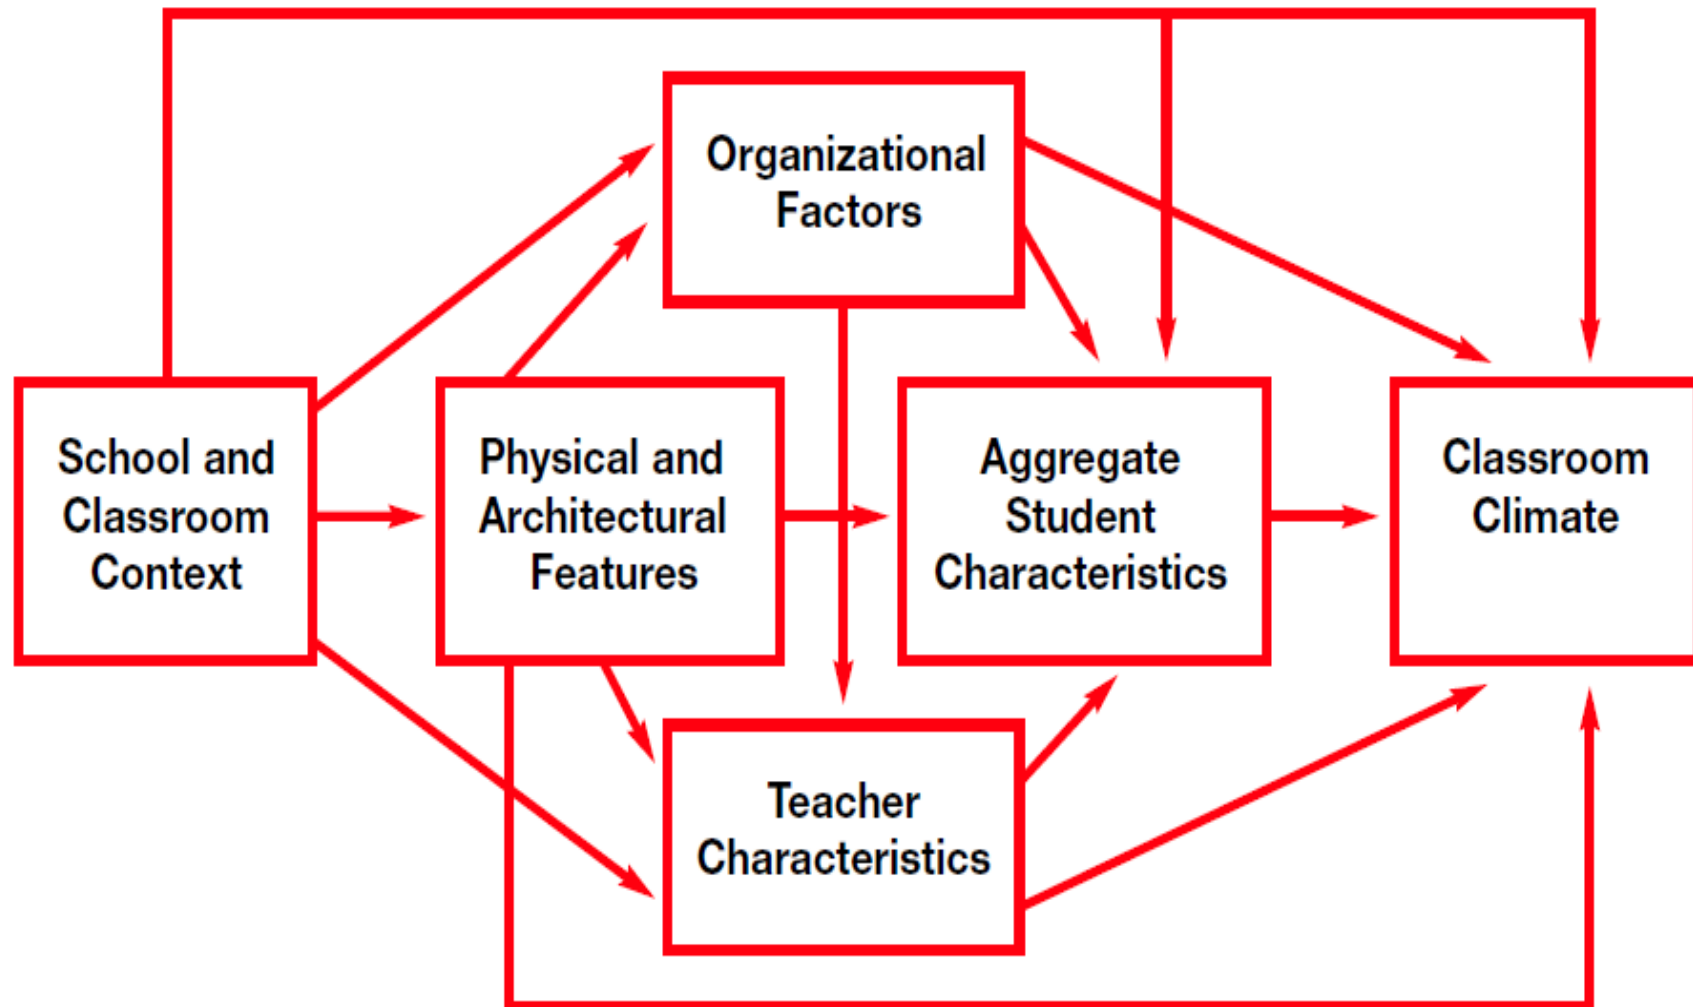 Organizational
Factors
School and
Classroom
Context
Physical and
Architectural
Features
Aggregate
Student
Characteristics
Classroom
Climate
Teacher
Characteristics